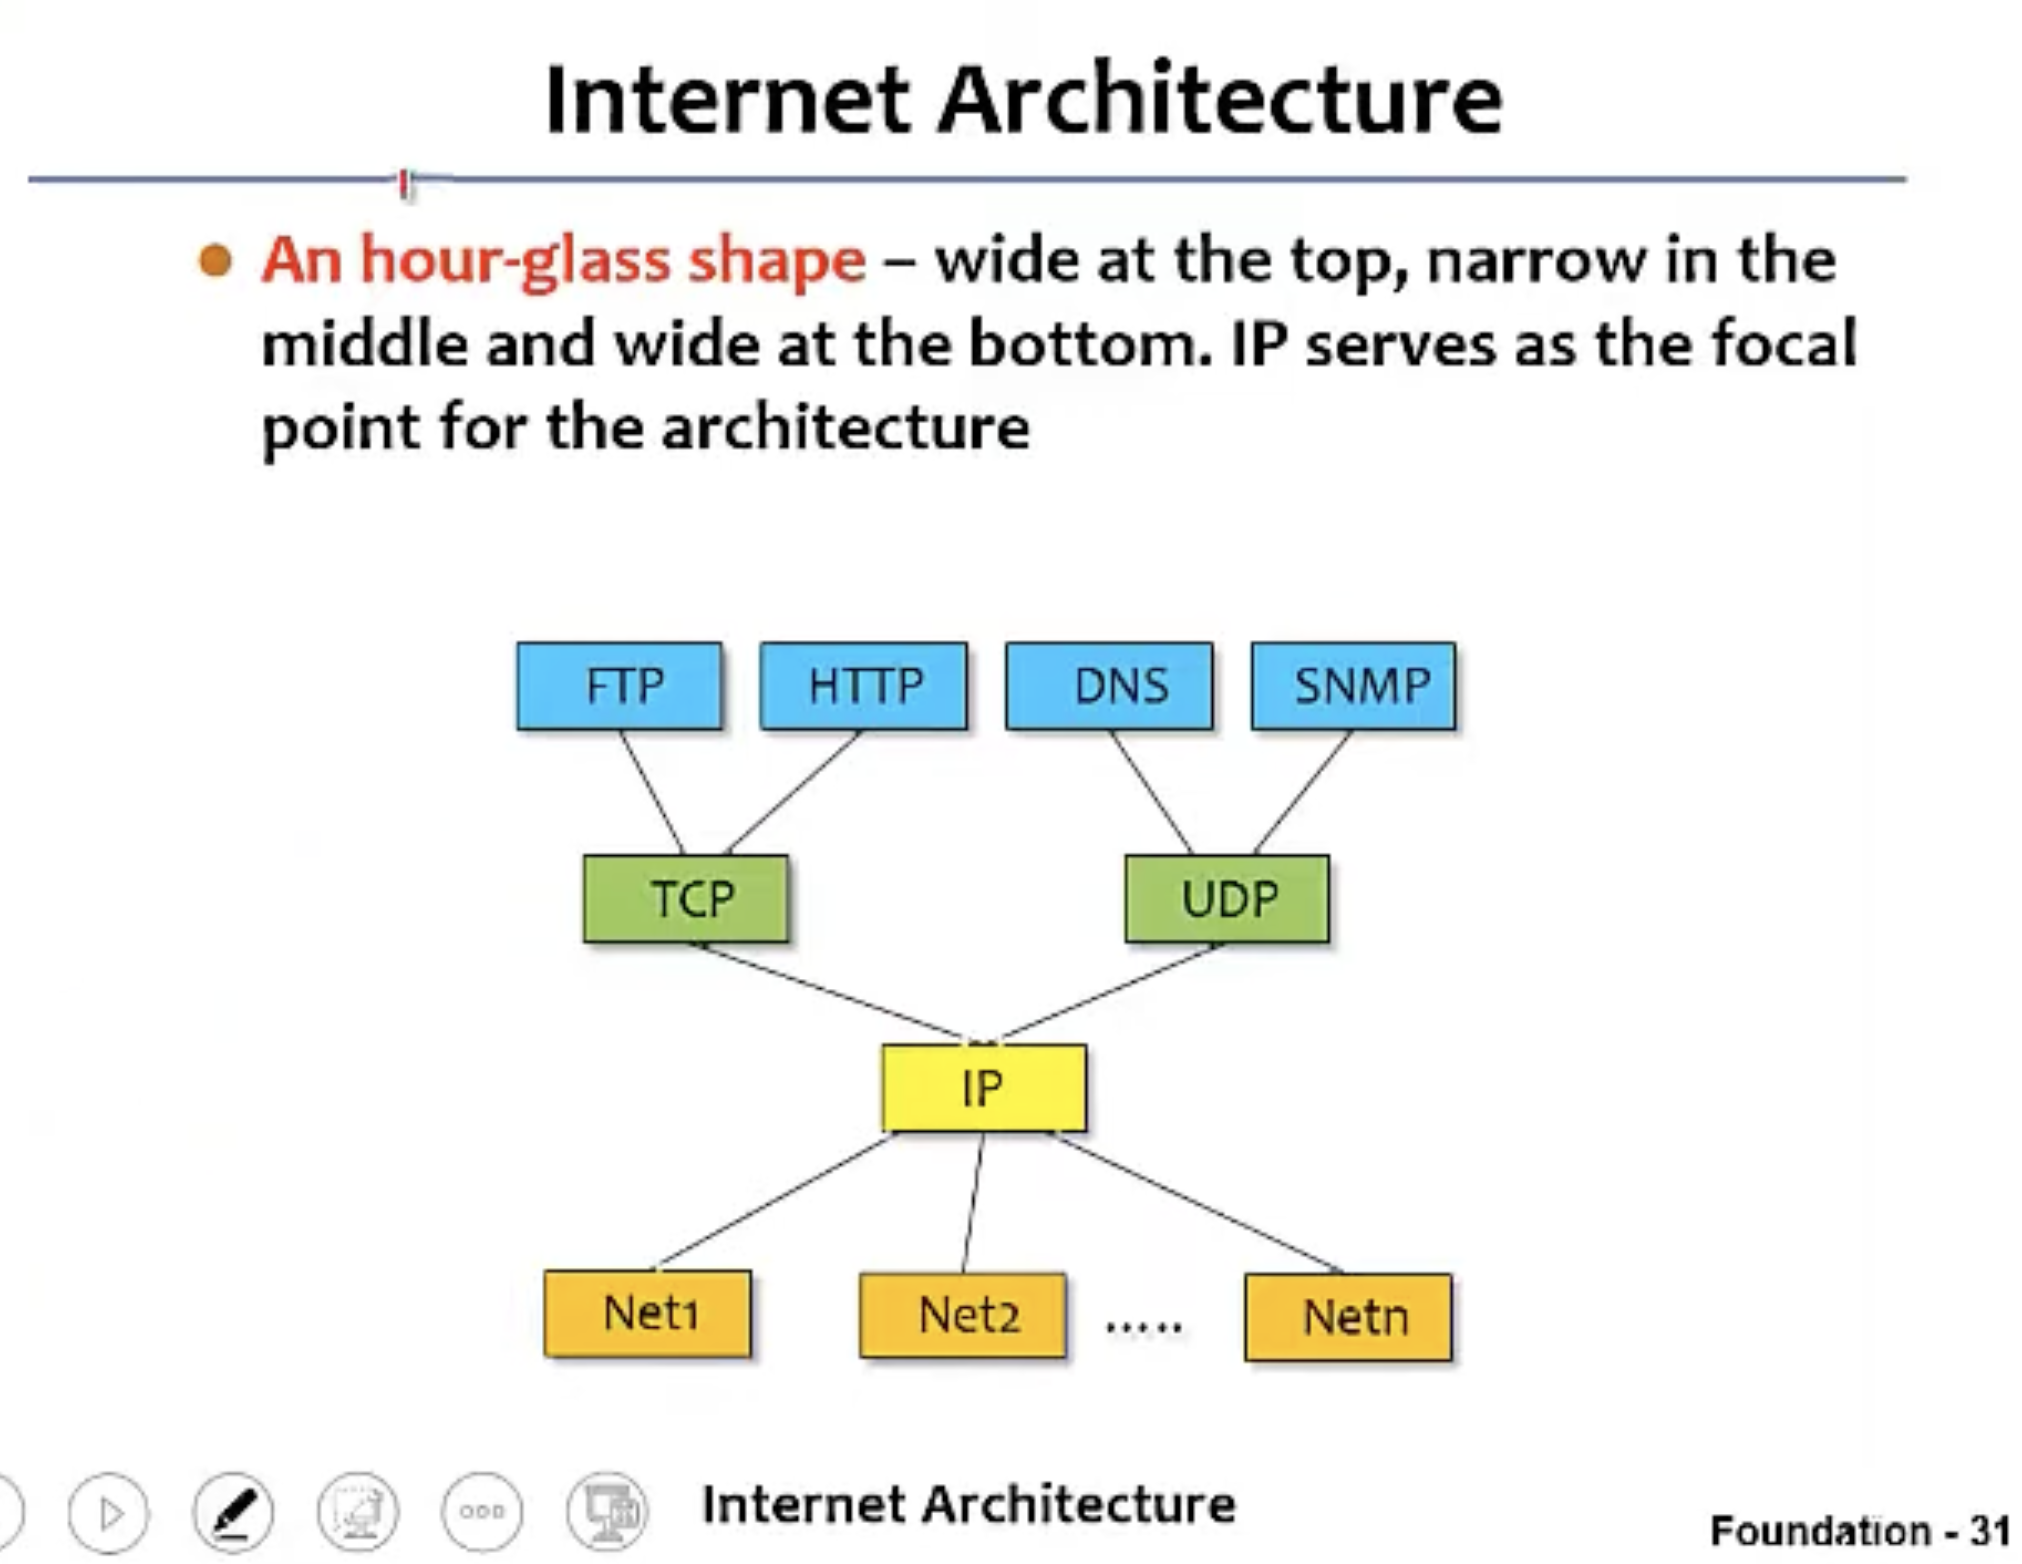 Internet Architecture
An hour-glass shape – wide at the top, narrow in the
middle and wide at the bottom. IP serves as the focal
point for the architecture
FTP HTTP DNS SNMP
TCP UDP
IP
Net1 Net2 ..... Netn
Internet Architecture
Foundation - 31